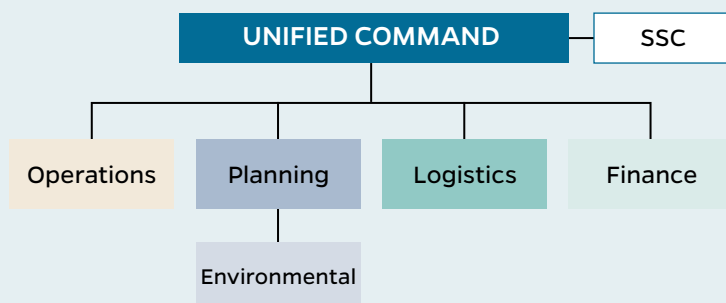 UNIFIED COMMAND
SSC
Operations
Planning
Logistics
Finance
Environmental